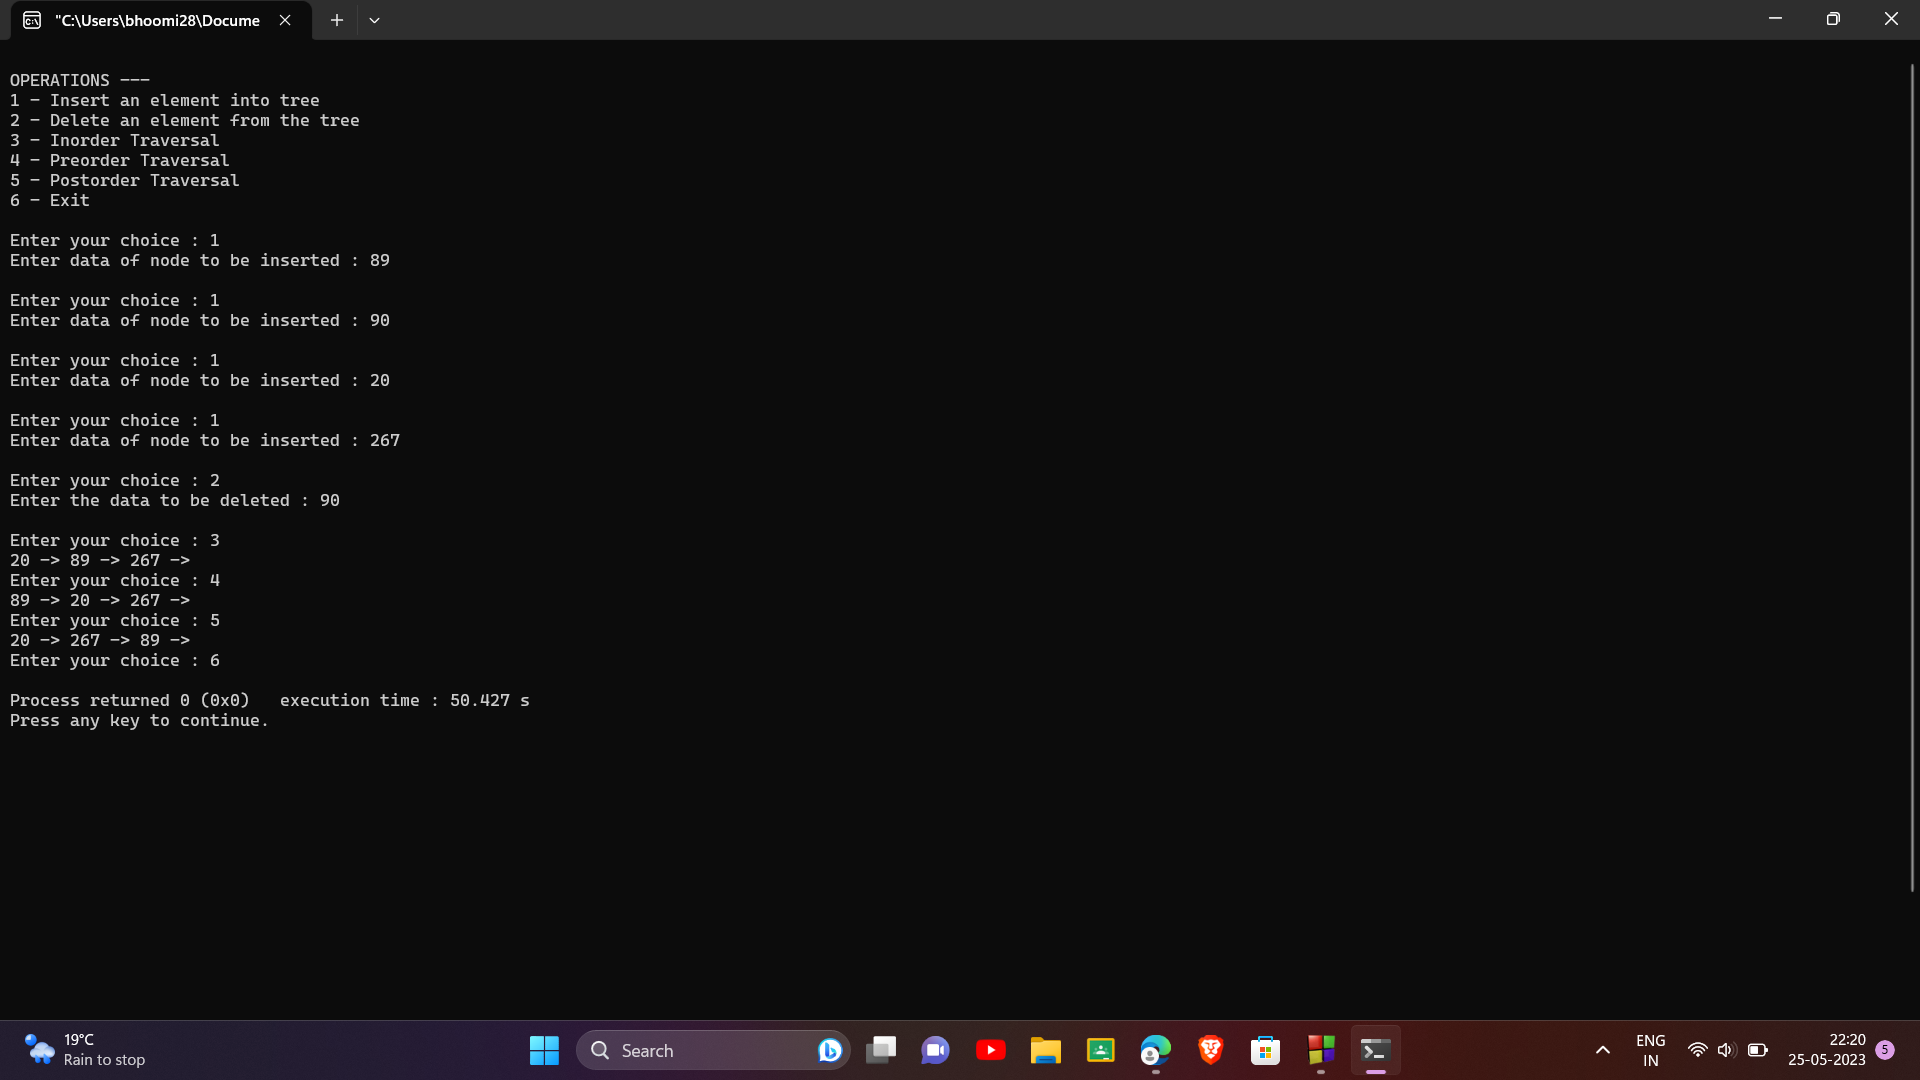 "C:\Users\bhoomi28\Docume
OPERATIONS ---
1 - Insert an element into tree
2 - Delete an element from the tree
3 - Inorder Traversal
4 - Preorder Traversal
5 - Postorder Traversal
6 - Exit
Enter your choice : 1
Enter data of node to be inserted : 89
Enter your choice : 1
Enter data of node to be inserted : 90
Enter your choice : 1
Enter data of node to be inserted : 20
Enter your choice : 1
Enter data of node to be inserted : 267
Enter your choice : 2
Enter the data to be deleted : 90
Enter your choice : 3
20 -> 89 -> 267 ->
Enter your choice : 4
89 -> 20 -> 267 ->
Enter your choice : 5
20 -> 267 -> 89 ->
Enter your choice : 6
Process returned 0 (0x0)   execution time : 50.427 s
Press any key to continue.
19°C
Rain to stop
Search
ENG
IN
22:20
25-05-2023
5